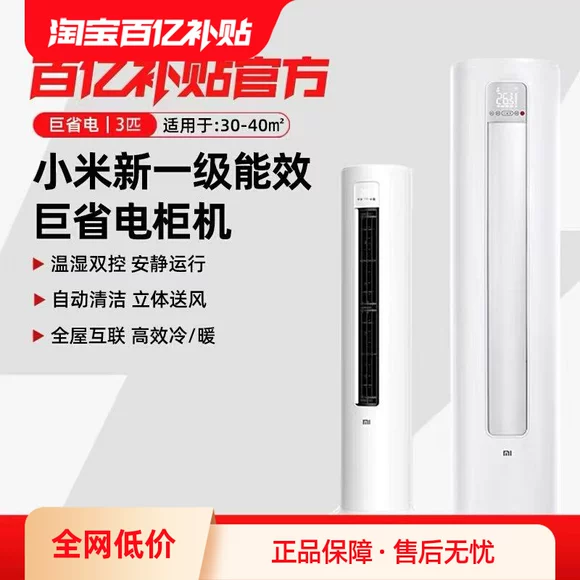 淘宝百亿补贴
百亿补贴官方
巨省电 | 3匹 适用于:30-40㎡
小米新一级能效
巨省电柜机
温湿双控 安静运行
自动清洁 立体送风
全屋互联 高效冷/暖
mi
mi
全网低价
正品保障 · 售后无忧